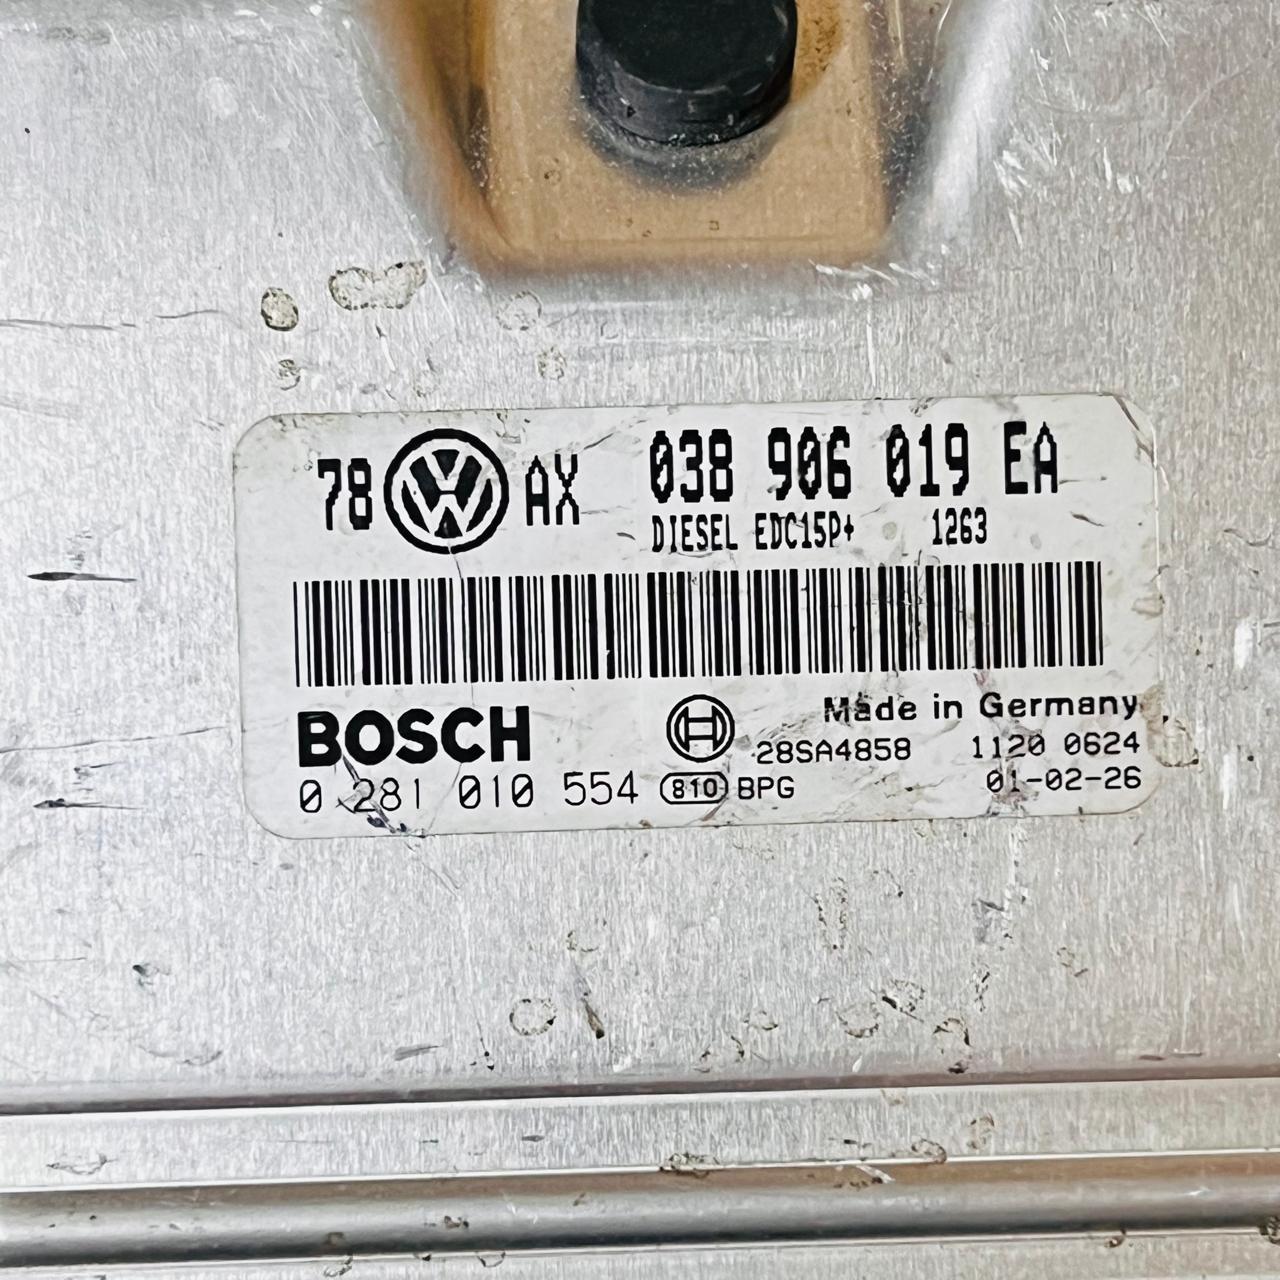 78 AX 038 906 019 EA
DIESEL EDC15P+ 1263
BOSCH Made in Germany
28SA4858 1120 0624
0 281 010 554 810 BPG 01-02-26